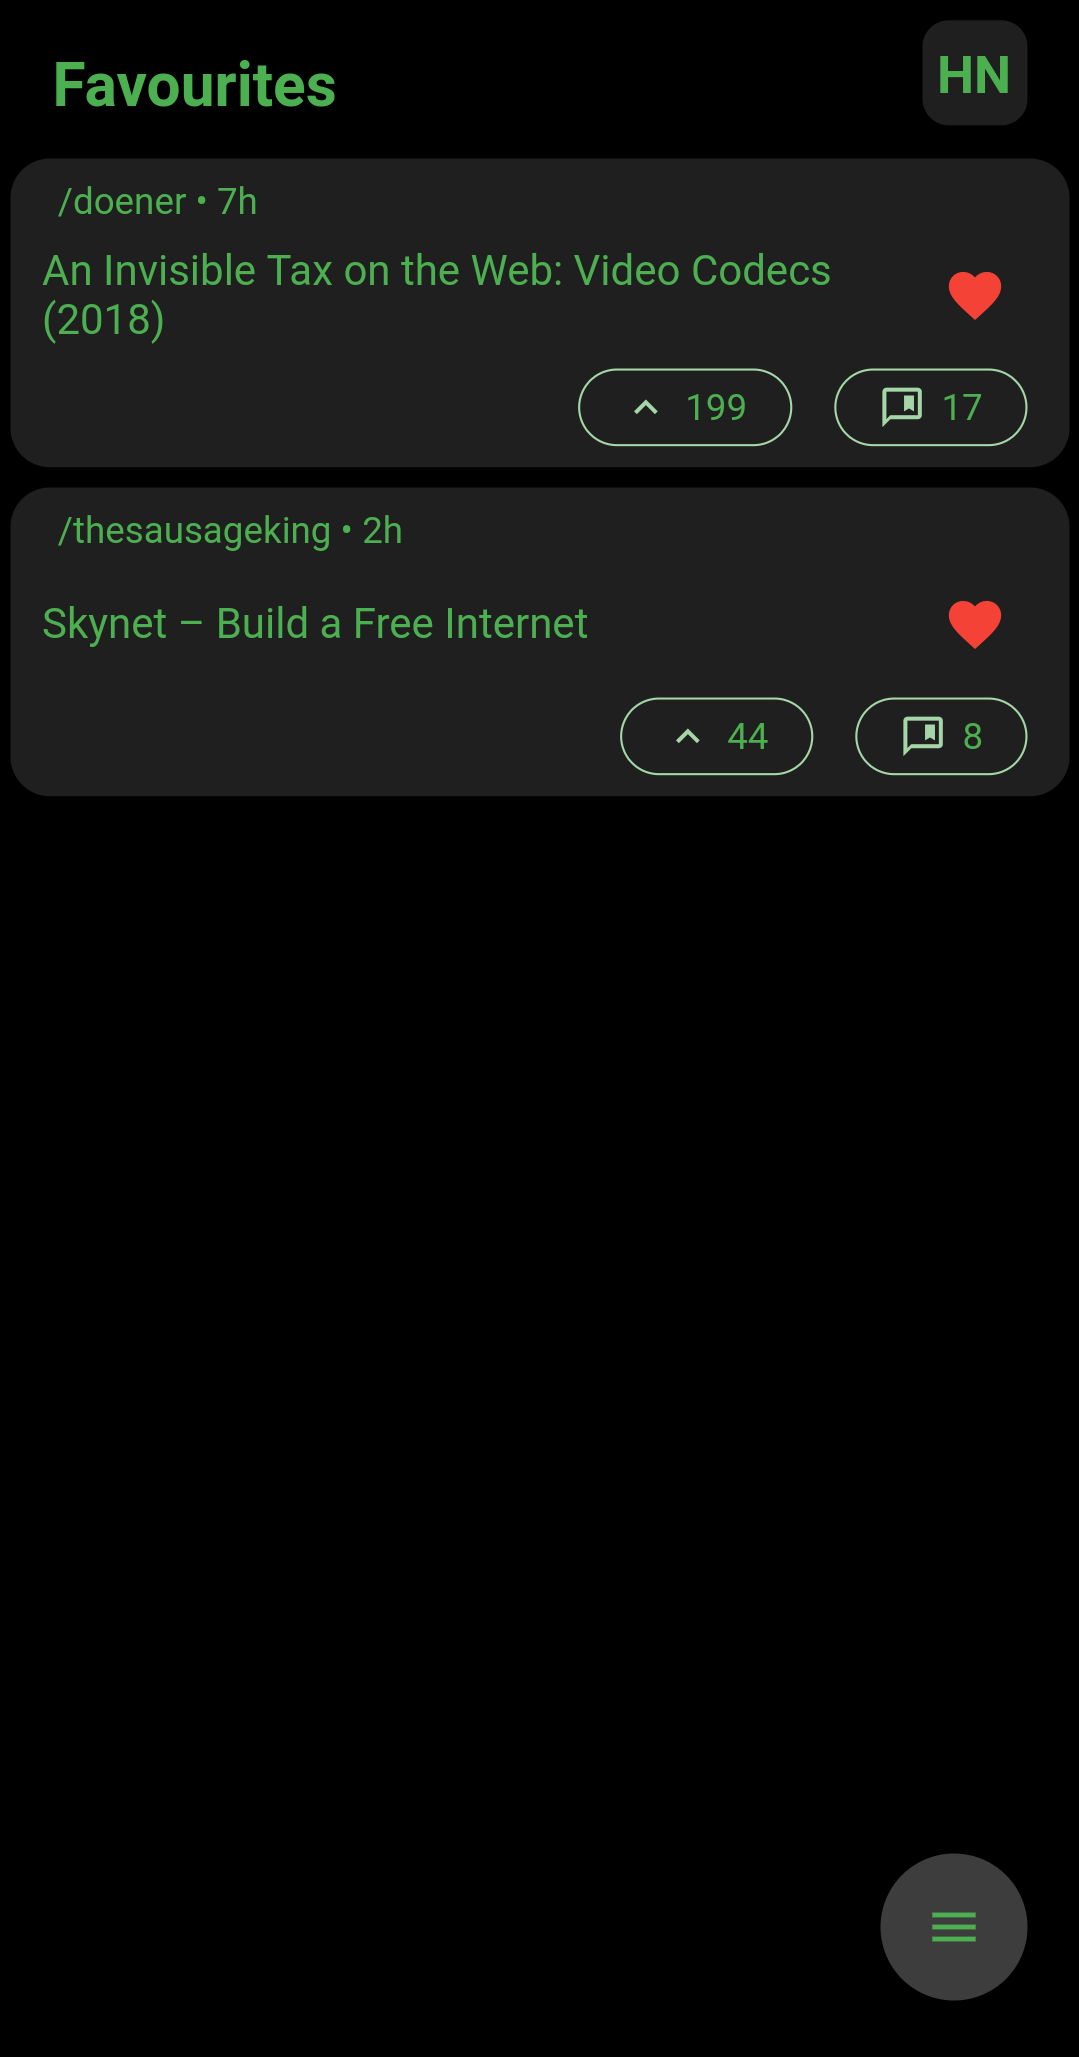 Favourites
HN
/doener • 7h
An Invisible Tax on the Web: Video Codecs
(2018)
199
17
/thesausageking • 2h
Skynet – Build a Free Internet
44
8